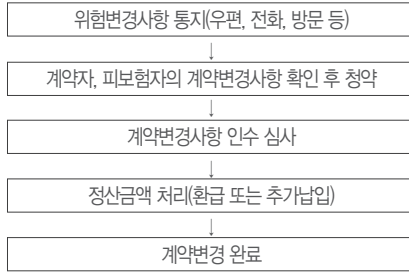 위험변경사항 통지(우편, 전화, 방문 등)
↓
계약자, 피보험자의 계약변경사항 확인 후 청약
↓
계약변경사항 인수 심사
↓
정산금액 처리(환급 또는 추가납입)
↓
계약변경 완료